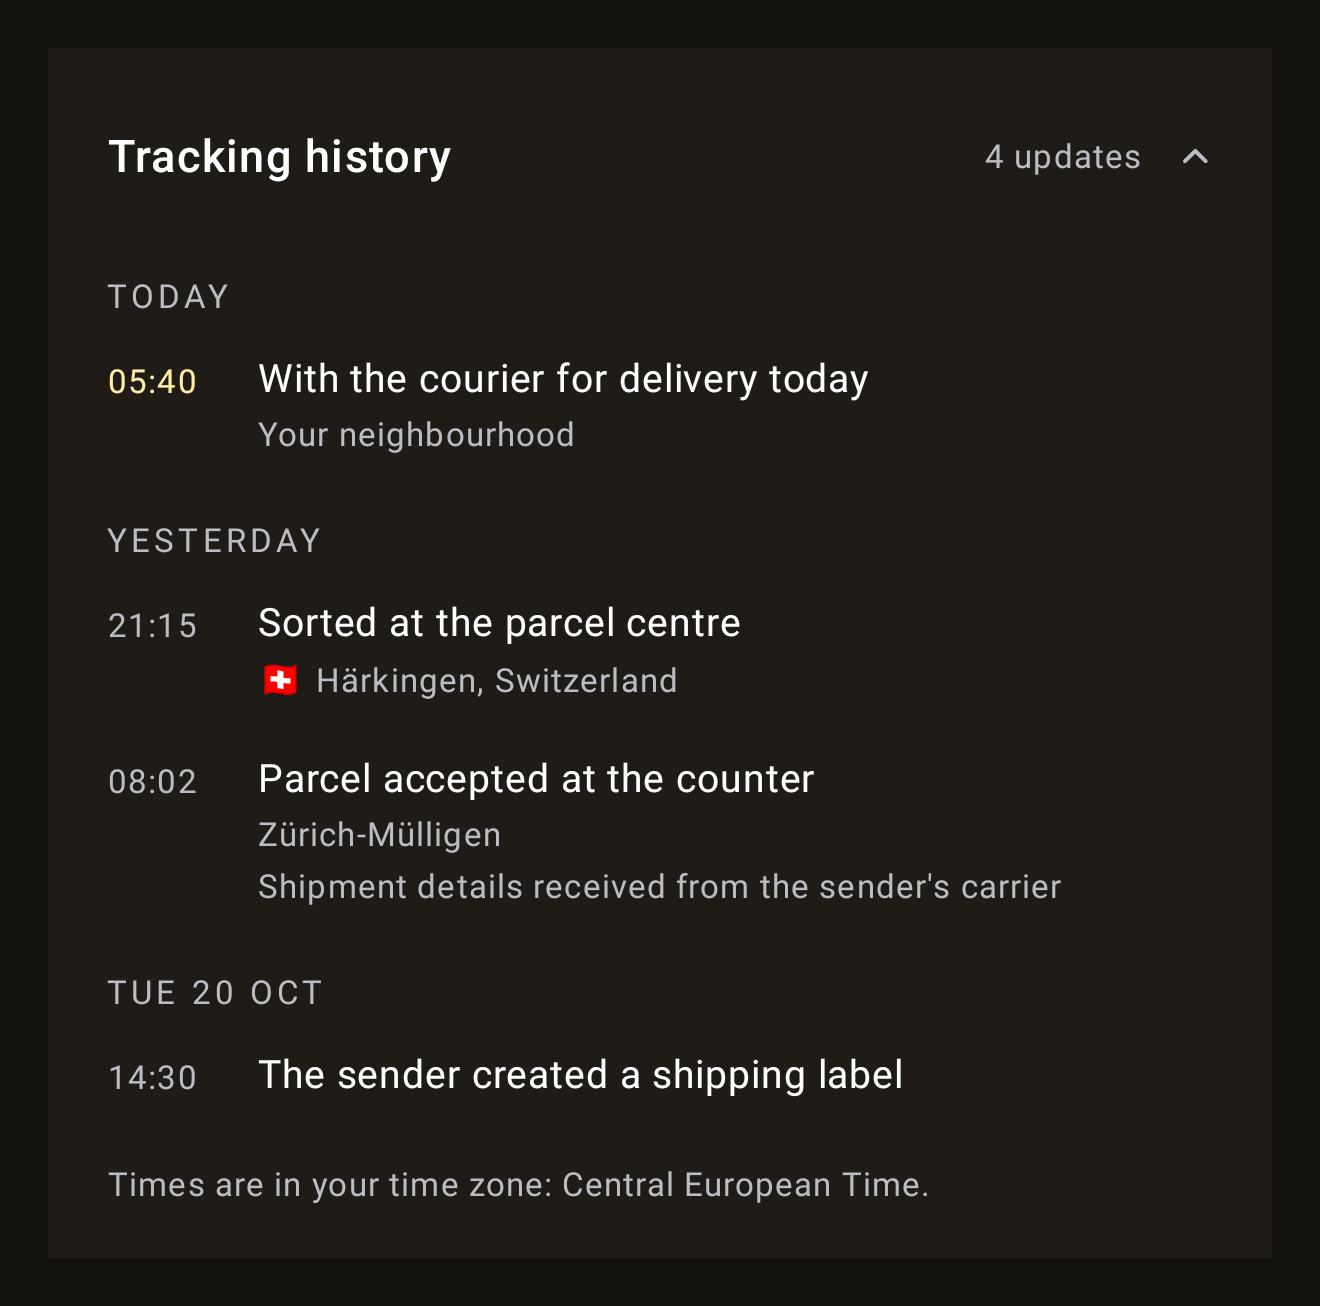 Tracking history
4 updates
TODAY
05:40 With the courier for delivery today
Your neighbourhood
YESTERDAY
21:15 Sorted at the parcel centre
🇨🇭 Härkingen, Switzerland
08:02 Parcel accepted at the counter
Zürich-Mülligen
Shipment details received from the sender's carrier
TUE 20 OCT
14:30 The sender created a shipping label
Times are in your time zone: Central European Time.